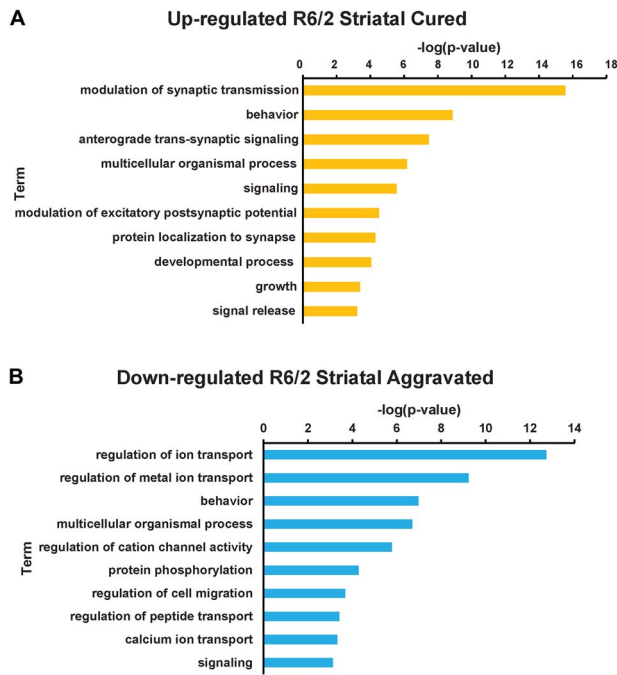 A
Up-regulated R6/2 Striatal Cured
-log(p-value)
0 2 4 6 8 10 12 14 16 18
modulation of synaptic transmission
behavior
anterograde trans-synaptic signaling
multicellular organismal process
signaling
modulation of excitatory postsynaptic potential
protein localization to synapse
developmental process
growth
signal release
Term
B
Down-regulated R6/2 Striatal Aggravated
-log(p-value)
0 2 4 6 8 10 12 14
regulation of ion transport
regulation of metal ion transport
behavior
multicellular organismal process
regulation of cation channel activity
protein phosphorylation
regulation of cell migration
regulation of peptide transport
calcium ion transport
signaling
Term